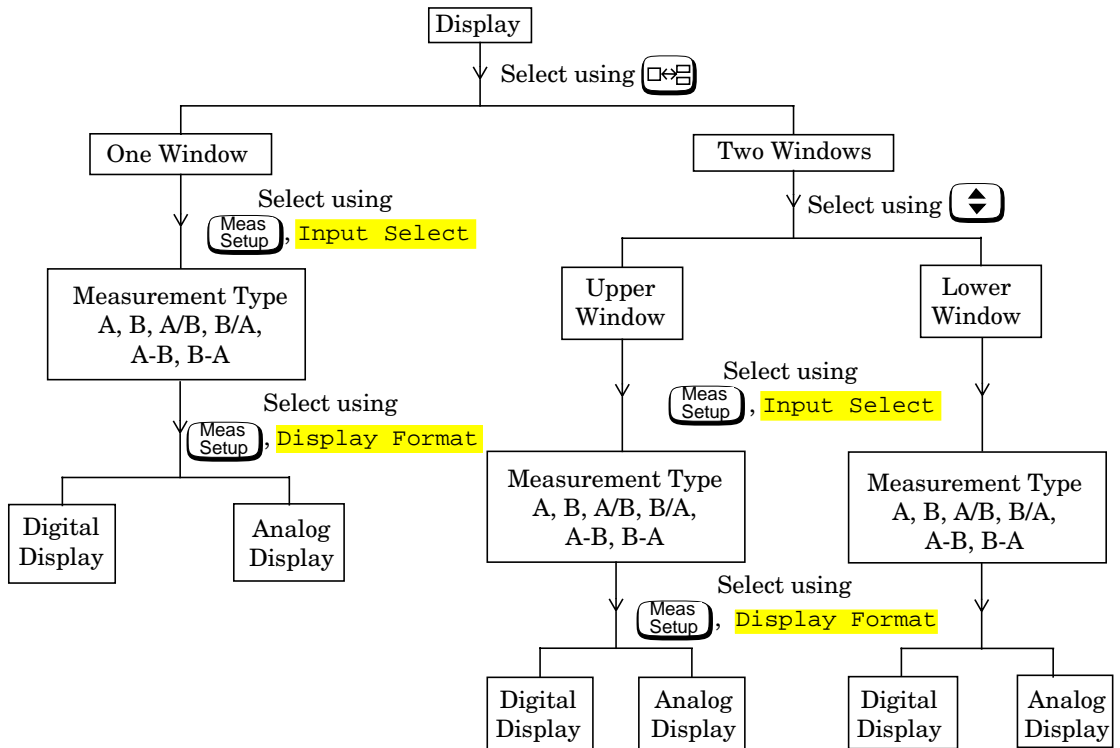 Display
Select using
One Window
Two Windows
Select using
Meas
Setup, Input Select
Select using
Measurement Type
A, B, A/B, B/A,
A-B, B-A
Upper
Window
Lower
Window
Select using
Meas
Setup, Input Select
Select using
Meas
Setup, Display Format
Digital
Display
Analog
Display
Measurement Type
A, B, A/B, B/A,
A-B, B-A
Measurement Type
A, B, A/B, B/A,
A-B, B-A
Select using
Meas
Setup, Display Format
Digital
Display
Analog
Display
Digital
Display
Analog
Display